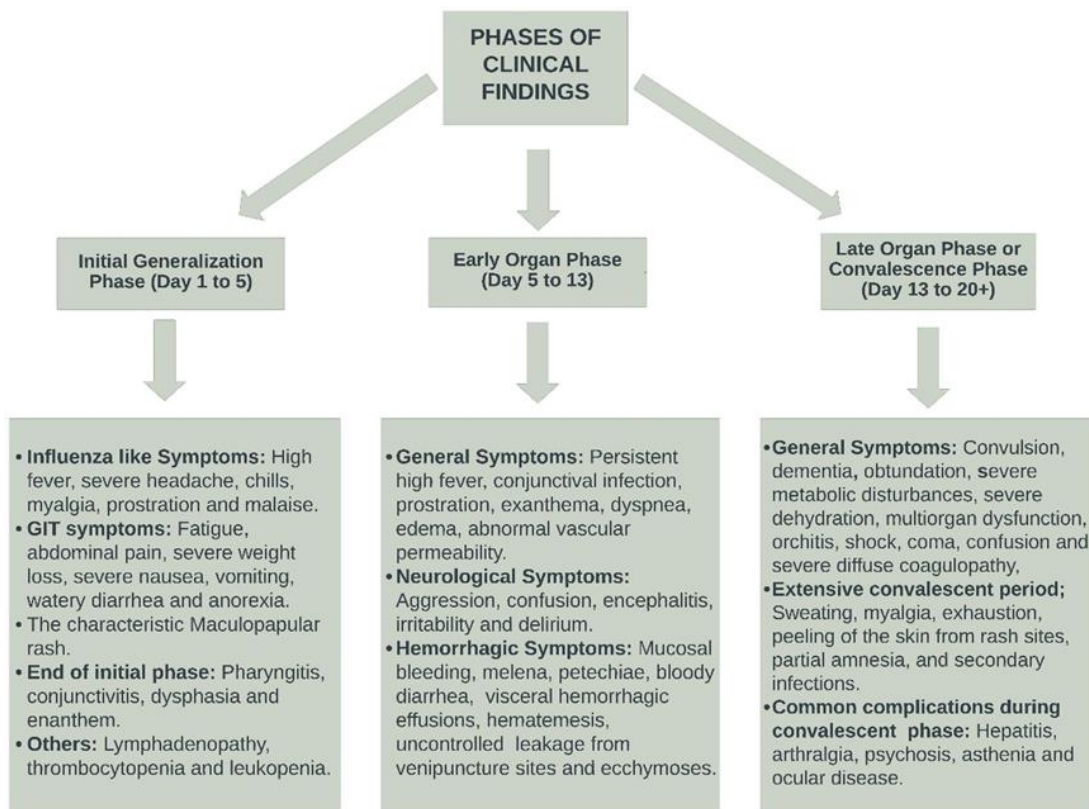 PHASES OF
CLINICAL
FINDINGS
Initial Generalization
Phase (Day 1 to 5)
Early Organ Phase
(Day 5 to 13)
Late Organ Phase or
Convalescence Phase
(Day 13 to 20+)
• Influenza like Symptoms: High
fever, severe headache, chills,
myalgia, prostration and malaise.
• GIT symptoms: Fatigue,
abdominal pain, severe weight
loss, severe nausea, vomiting,
watery diarrhea and anorexia.
• The characteristic Maculopapular
rash.
• End of initial phase: Pharyngitis,
conjunctivitis, dysphasia and
enanthem.
• Others: Lymphadenopathy,
thrombocytopenia and leukopenia.
• General Symptoms: Persistent
high fever, conjunctival infection,
prostration, exanthema, dyspnea,
edema, abnormal vascular
permeability.
• Neurological Symptoms:
Aggression, confusion, encephalitis,
irritability and delirium.
• Hemorrhagic Symptoms: Mucosal
bleeding, melena, petechiae, bloody
diarrhea, visceral hemorrhagic
effusions, hematemesis,
uncontrolled leakage from
venipuncture sites and ecchymoses.
• General Symptoms: Convulsion,
dementia, obtundation, severe
metabolic disturbances, severe
dehydration, multiorgan dysfunction,
orchitis, shock, coma, confusion and
severe diffuse coagulopathy,
• Extensive convalescent period;
Sweating, myalgia, exhaustion,
peeling of the skin from rash sites,
partial amnesia, and secondary
infections.
• Common complications during
convalescent phase: Hepatitis,
arthralgia, psychosis, asthenia and
ocular disease.